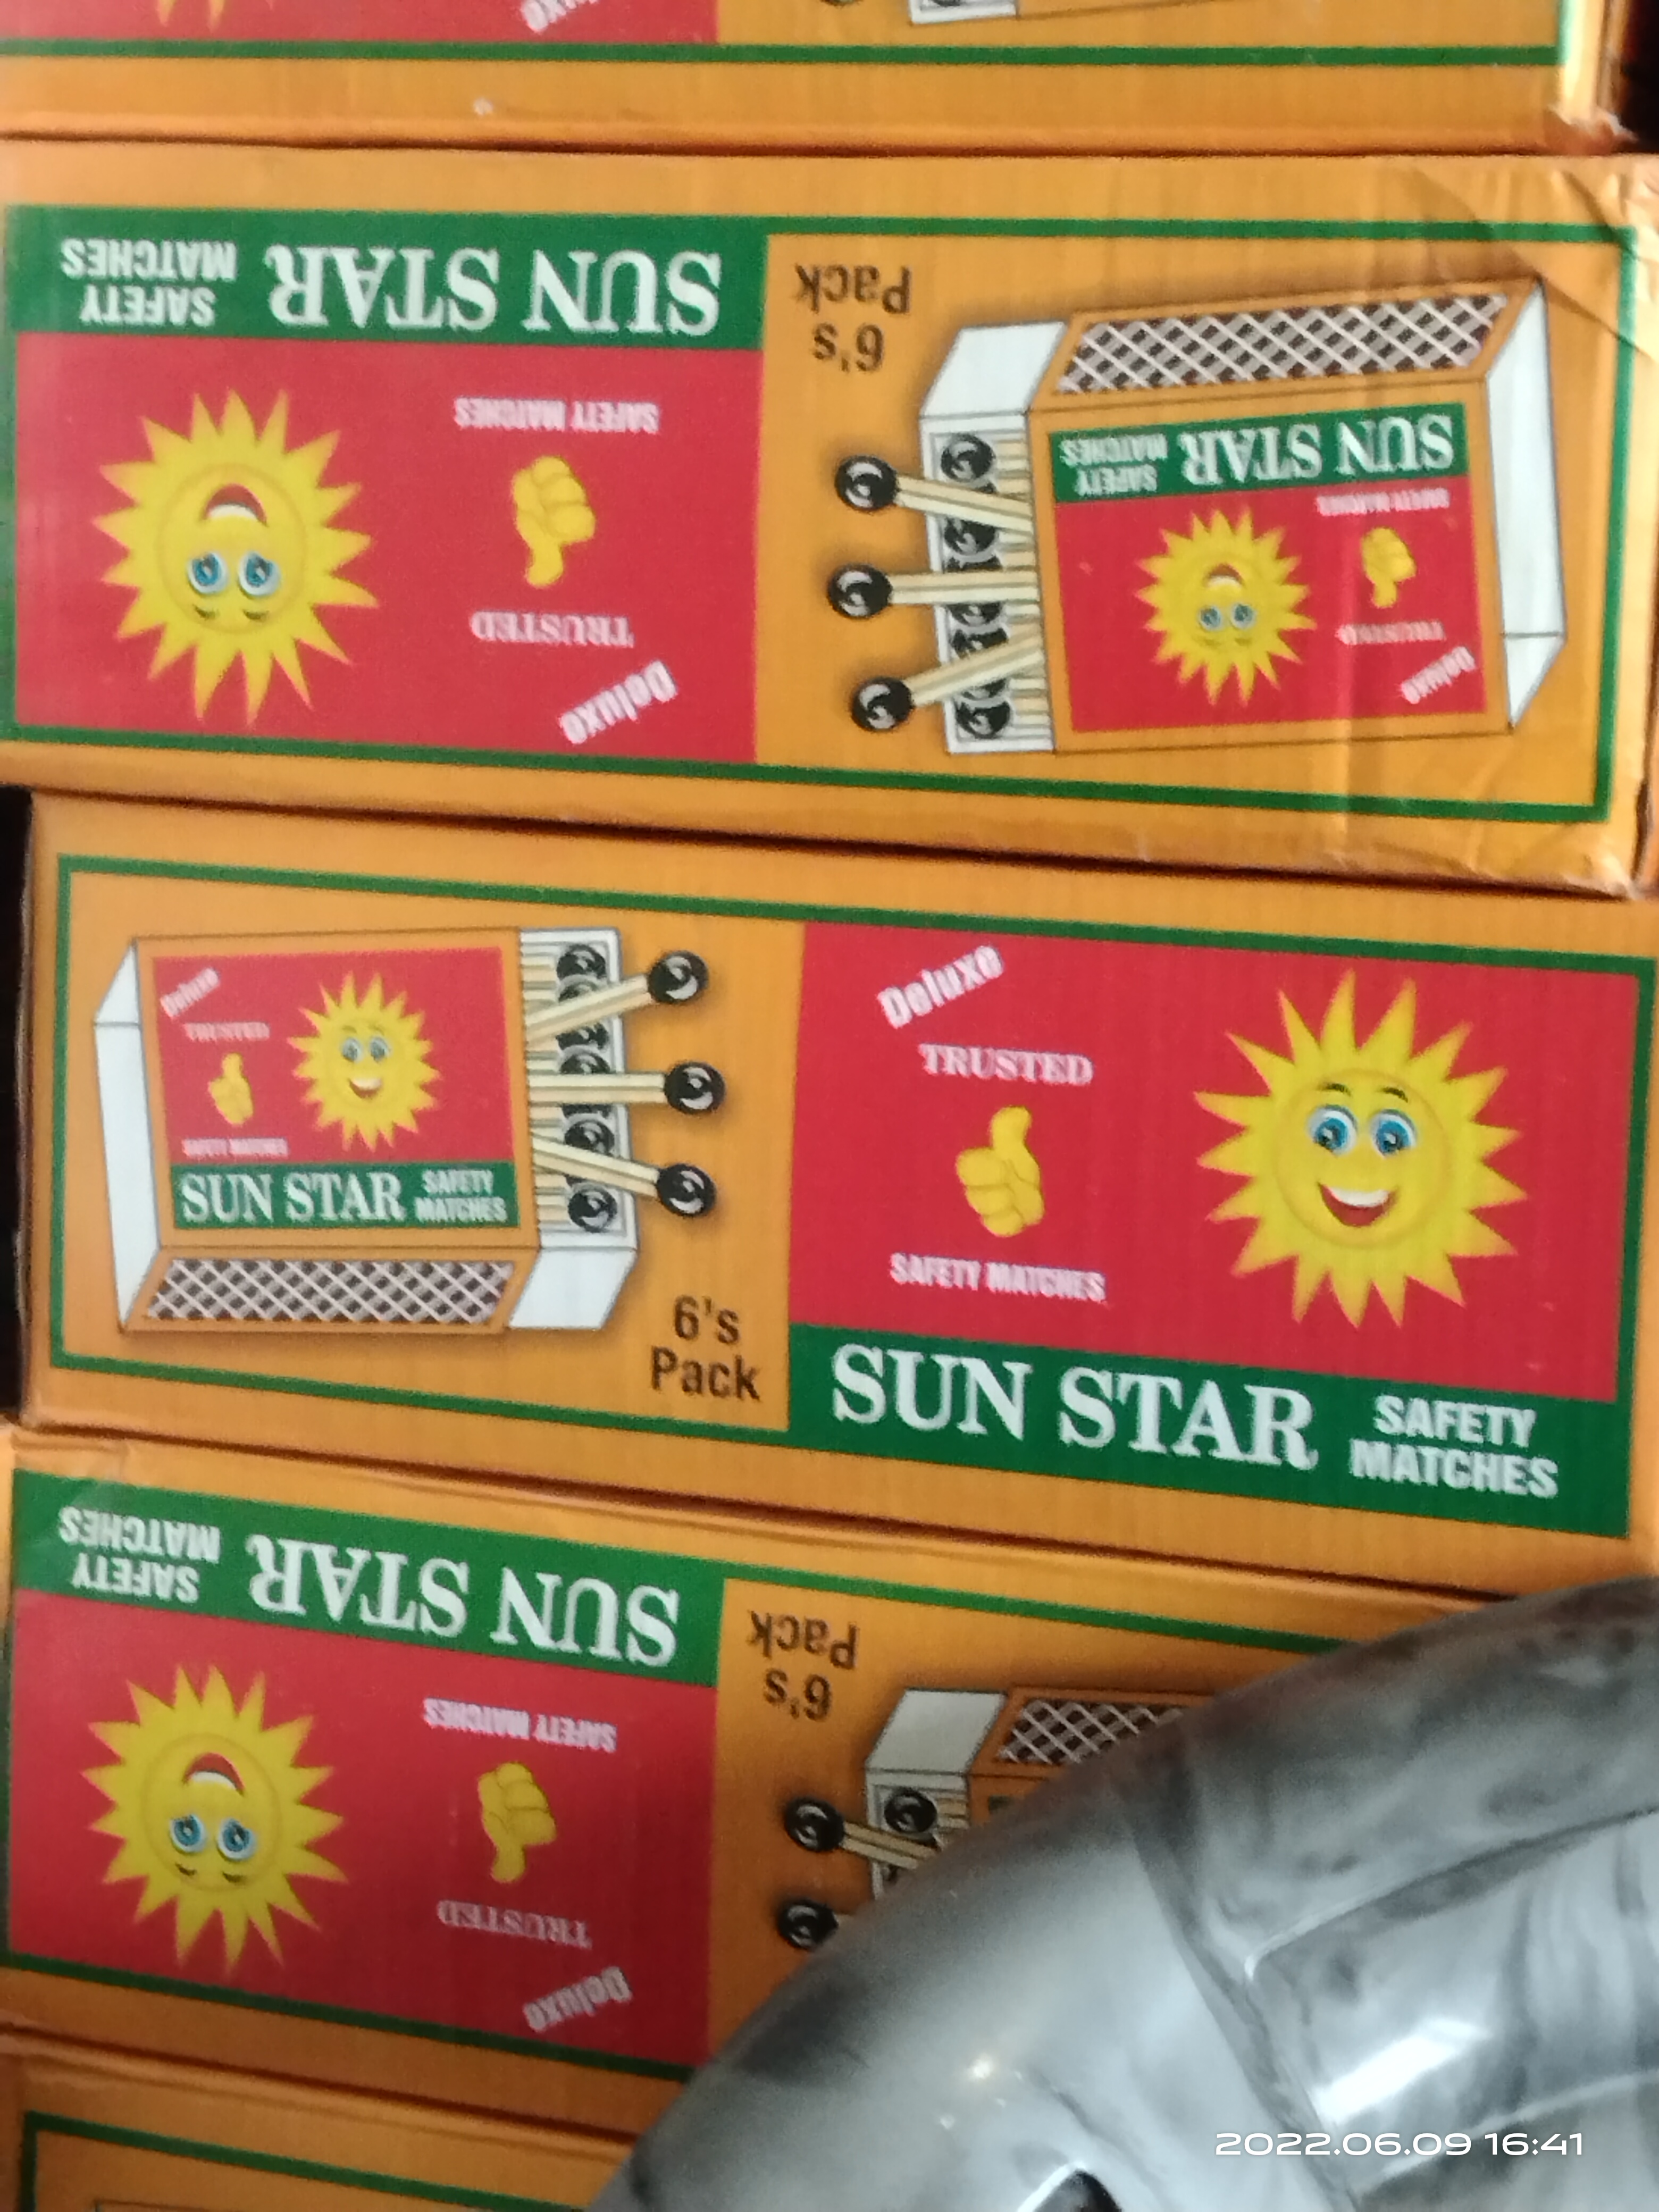 Deluxe
SUN STAR SAFETY
MATCHES
6's
Pack
SAFETY MATCHES
TRUSTED
Deluxe
SUN STAR SAFETY
MATCHES
SAFETY MATCHES
TRUSTED
Deluxe
Deluxe
TRUSTED
SAFETY MATCHES
SUN STAR SAFETY
MATCHES
6's
Pack
Deluxe
TRUSTED
SAFETY MATCHES
SUN STAR SAFETY
MATCHES
SUN STAR SAFETY
MATCHES
6's
Pack
SAFETY MATCHES
TRUSTED
Deluxe
2022.06.09 16:41